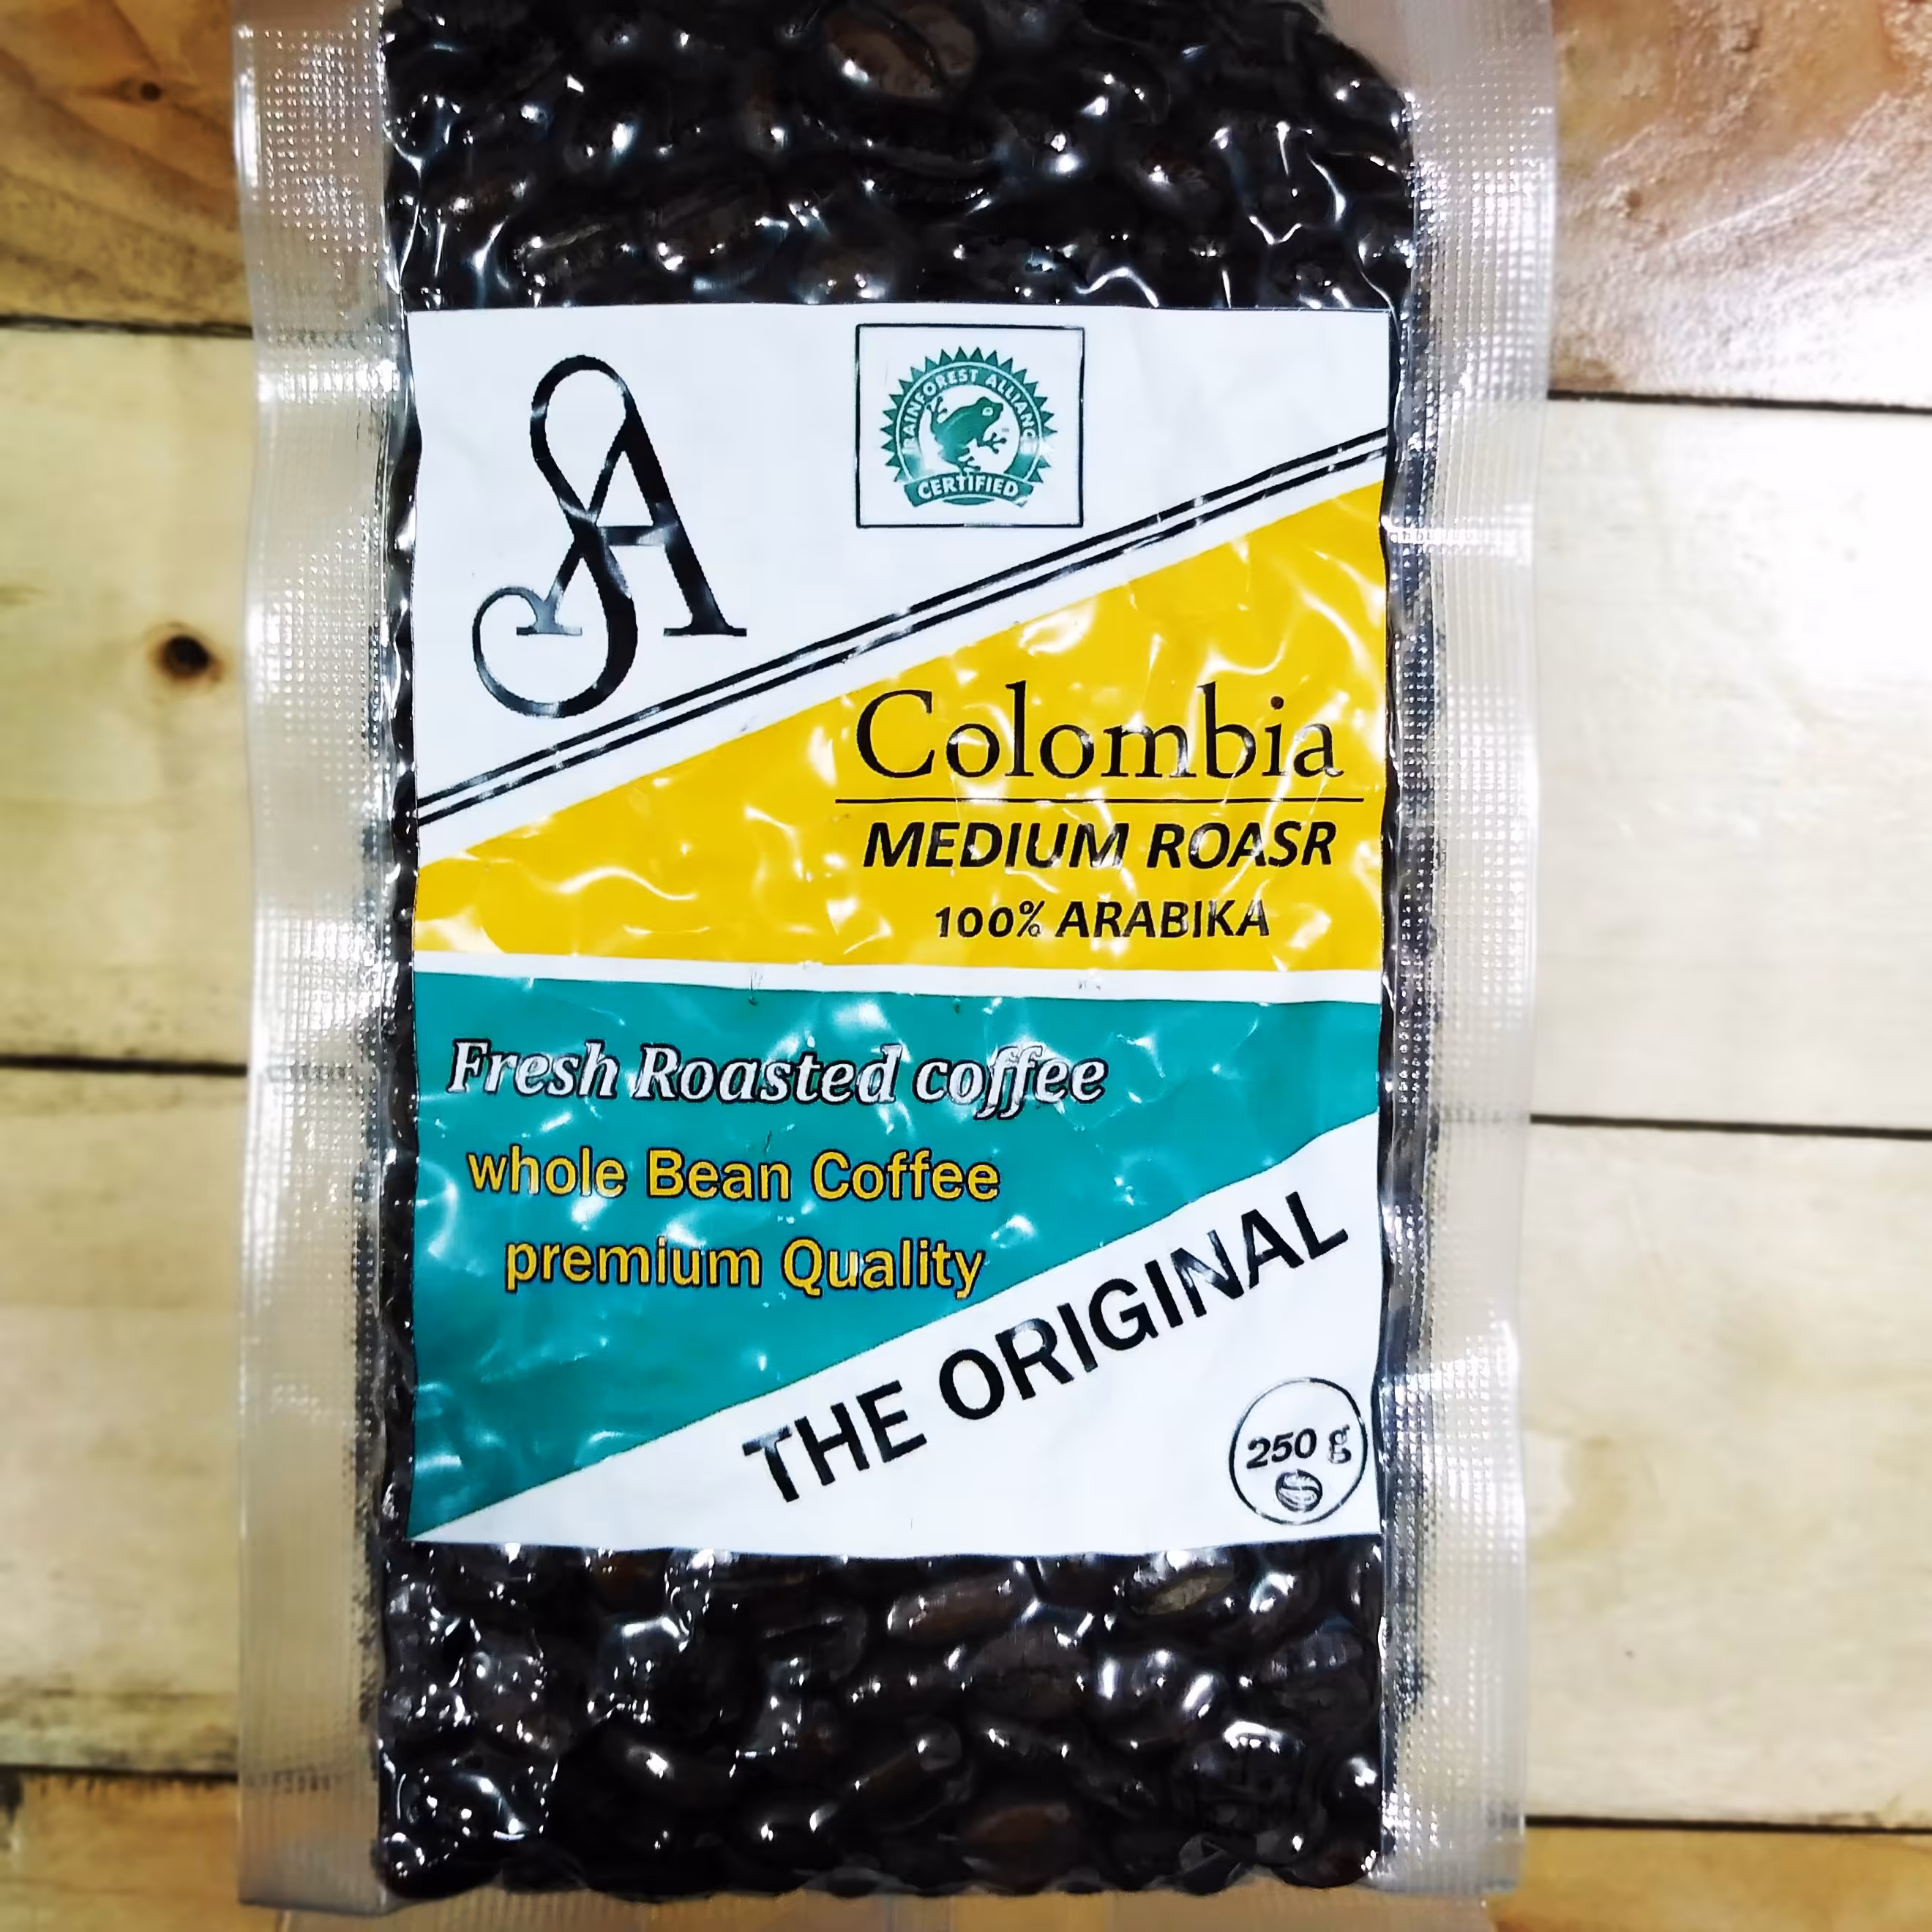 SA
RAINFOREST ALLIANCE
CERTIFIED
Colombia
MEDIUM ROASR
100% ARABIKA
Fresh Roasted coffee
whole Bean Coffee
premium Quality
THE ORIGINAL
250 g